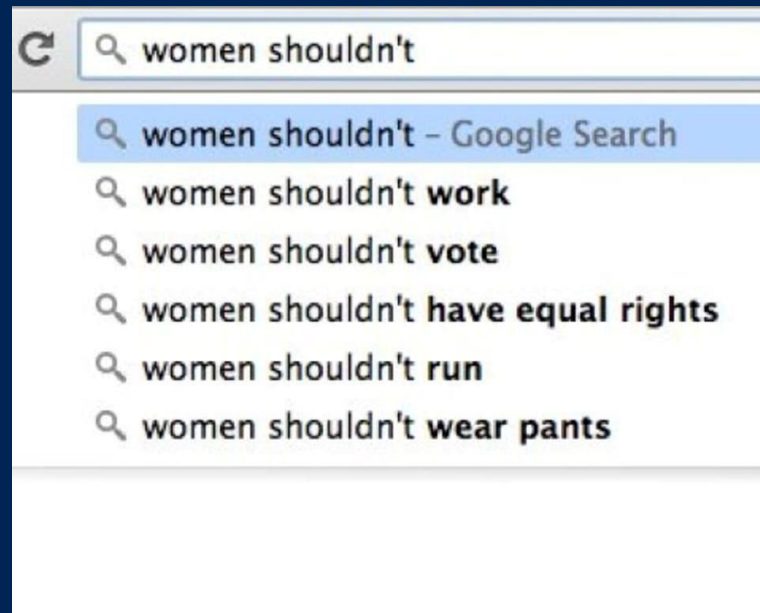 women shouldn't
women shouldn't – Google Search
women shouldn't work
women shouldn't vote
women shouldn't have equal rights
women shouldn't run
women shouldn't wear pants